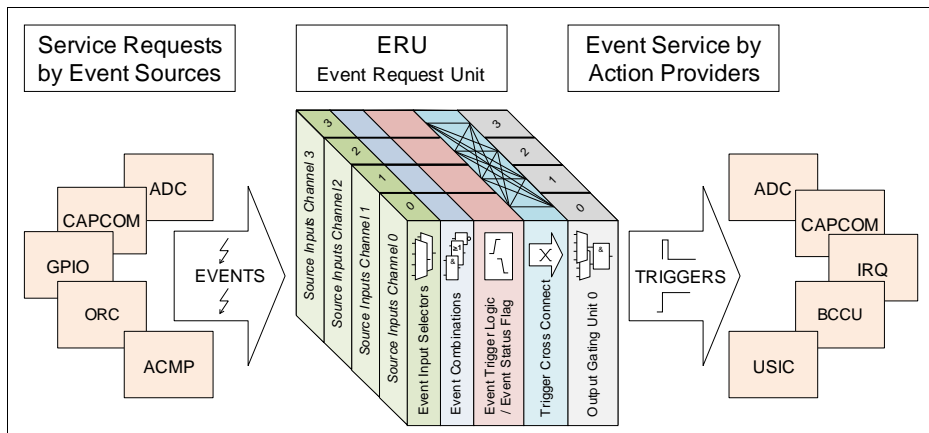 Service Requests
by Event Sources
ERU
Event Request Unit
Event Service by
Action Providers
ADC
CAPCOM
GPIO
ORC
ACMP
EVENTS
3
2
1
0
Source Inputs Channel 3
Source Inputs Channel 2
Source Inputs Channel 1
Source Inputs Channel 0
Event Input Selectors
Event Combinations
Event Trigger Logic
/ Event Status Flag
Trigger Cross Connect
Output Gating Unit 0
3
2
1
0
≥1
&
&
TRIGGERS
ADC
CAPCOM
IRQ
BCCU
USIC